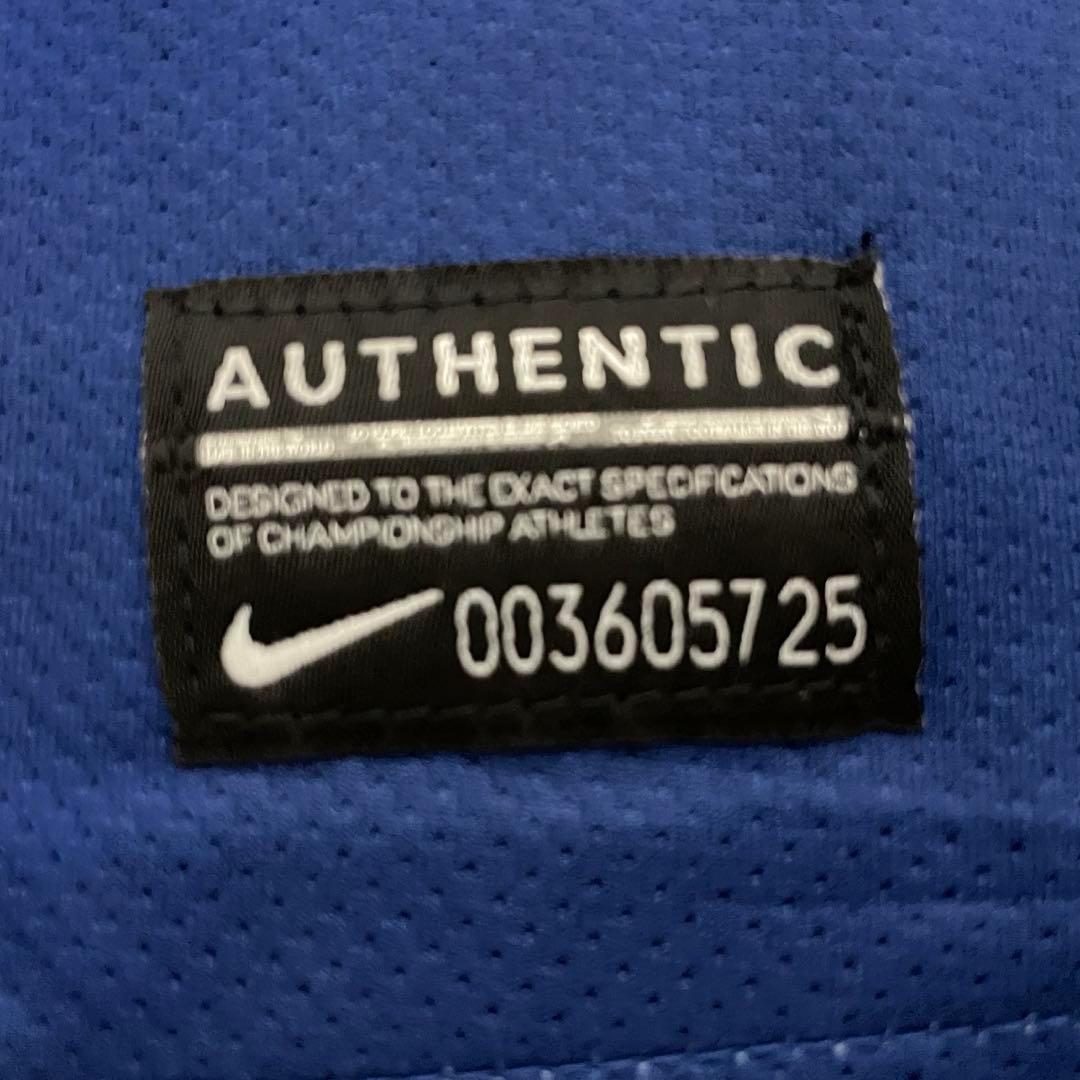 AUTHENTIC
DESIGNED TO THE EXACT SPECIFICATIONS
OF CHAMPIONSHIP ATHLETES
003605725